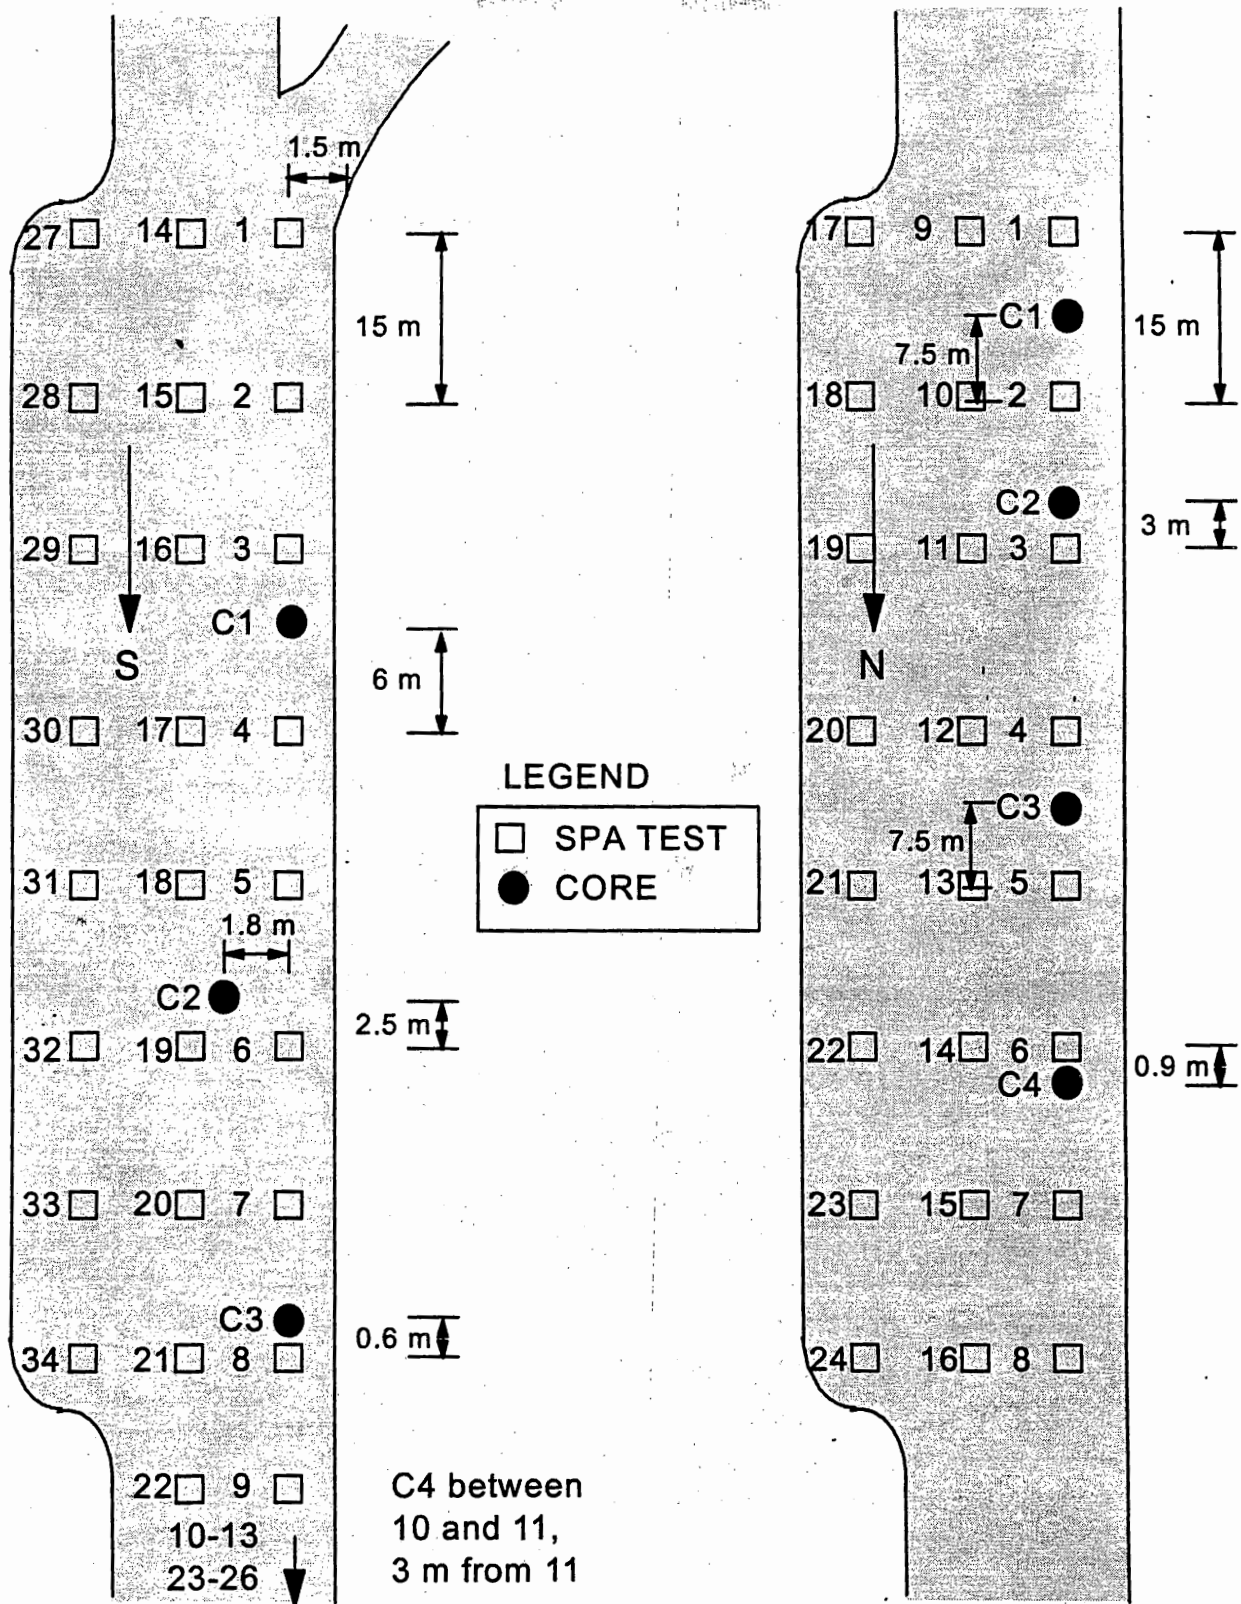 1.5 m
27 14 1
15 m
28 15 2
29 16 3
C1
S
6 m
30 17 4
31 18 5
1.8 m
C2
2.5 m
32 19 6
33 20 7
C3
0.6 m
34 21 8
22 9
10-13
23-26
C4 between
10 and 11,
3 m from 11
LEGEND
SPA TEST
CORE
17 9 1
C1
15 m
7.5 m
18 10 2
C2
3 m
19 11 3
N
20 12 4
C3
7.5 m
21 13 5
22 14 6
C4
0.9 m
23 15 7
24 16 8